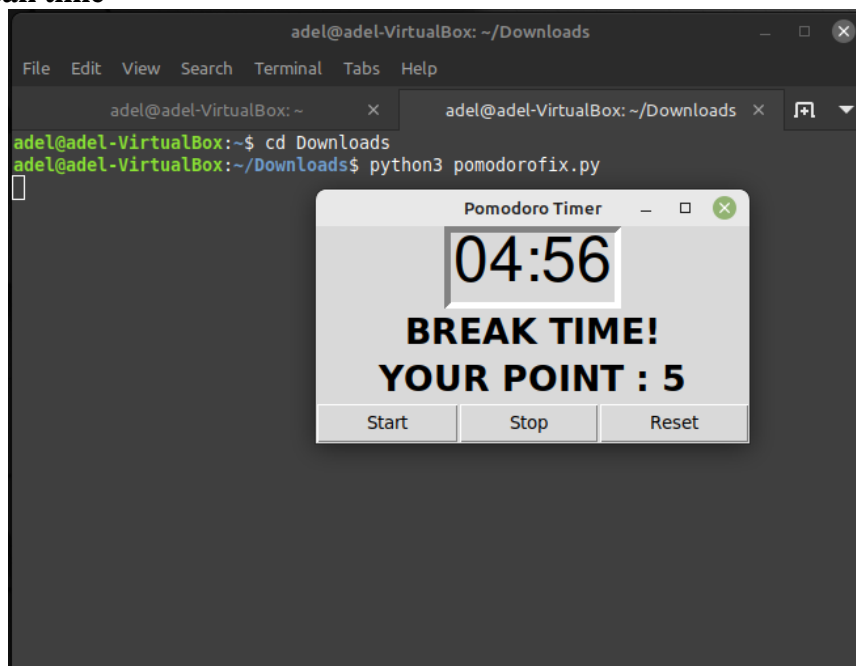 adel@adel-VirtualBox: ~/Downloads
File Edit View Search Terminal Tabs Help
adel@adel-VirtualBox: ~
adel@adel-VirtualBox: ~/Downloads
adel@adel-VirtualBox:~$ cd Downloads
adel@adel-VirtualBox:~/Downloads$ python3 pomodorofix.py
Pomodoro Timer
04:56
BREAK TIME!
YOUR POINT : 5
Start Stop Reset